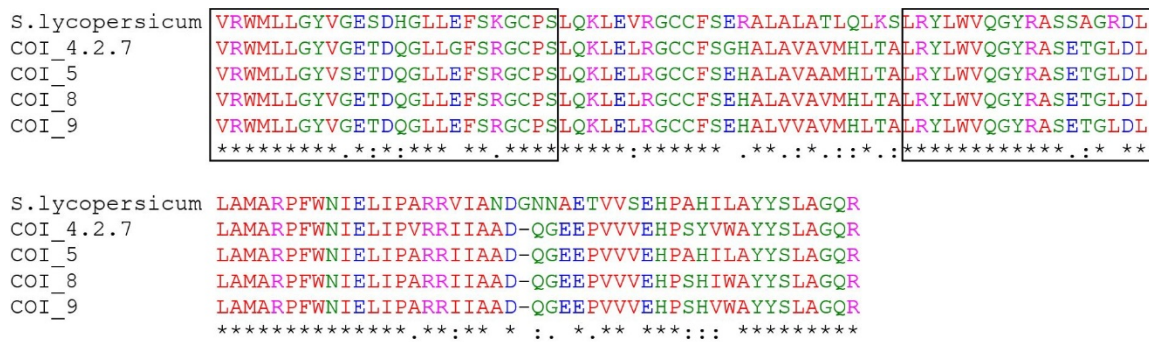 S.lycopersicum VRWMLLGYVGESDHGLLEFSKGCPSLQKLEVRGCCFSERALALATLQLKSLRYLWVQGYRASSAGRDL
COI_4.2.7 VRWMLLGYVGETDQGLLGFSRGCPSLQKLELRGCCFSGHALAVAVMHLTALRYLWVQGYRASETGLDL
COI_5 VRWMLLGYVSETDQGLLEFSRGCPSLQKLELRGCCFSEHALAVAAMHLTALRYLWVQGYRASETGLDL
COI_8 VRWMLLGYVGETDQGLLEFSRGCPSLQKLELRGCCFSEHALAVAVMHLTALRYLWVQGYRASETGLDL
COI_9 VRWMLLGYVGETDQGLLEFSRGCPSLQKLELRGCCFSEHALVVAVMHLTALRYLWVQGYRASETGLDL
*********.*:*:*** **.*********:****** .**.:*.::*.:************.:* **
S.lycopersicum LAMARPFWNIELIPARRVIANDGNNAETVVSEHPAHILAYYSLAGQR
COI_4.2.7 LAMARPFWNIELIPVRRIIAAD-QGEEPVVVEHPSYVWAYYSLAGQR
COI_5 LAMARPFWNIELIPARRIIAAD-QGEEPVVVEHPAHILAYYSLAGQR
COI_8 LAMARPFWNIELIPARRIIAAD-QGEEPVVVEHPSHIWAYYSLAGQR
COI_9 LAMARPFWNIELIPARRIIAAD-QGEEPVVVEHPSHVWAYYSLAGQR
**************.**:** * :. *.** ***::: *********